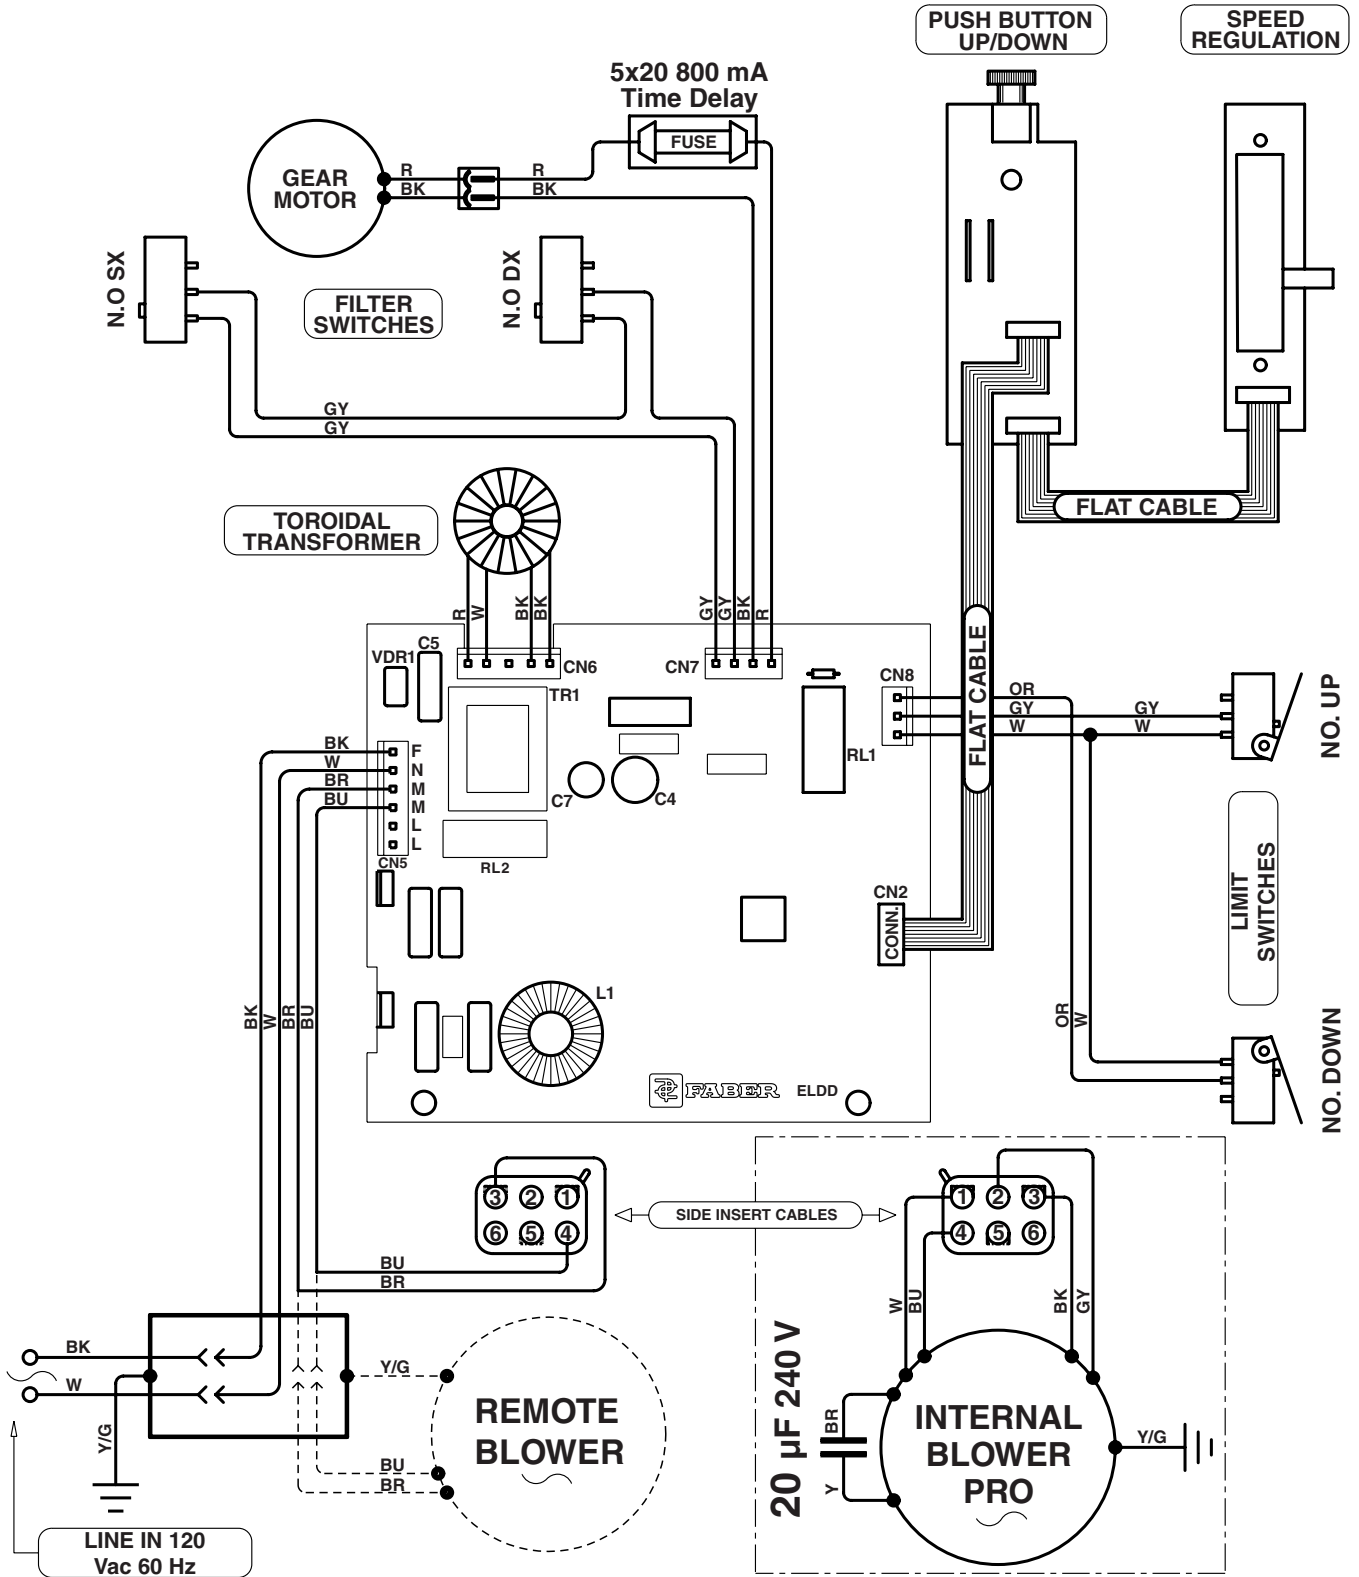 PUSH BUTTON
UP/DOWN
SPEED
REGULATION
5x20 800 mA
Time Delay
FUSE
GEAR
MOTOR
R
BK
R
BK
N.O SX
FILTER
SWITCHES
N.O DX
GY
GY
FLAT CABLE
TOROIDAL
TRANSFORMER
R
W
BK
BK
GY
GY
BK
R
FLAT CABLE
VDR1
C5
CN6
CN7
CN8
TR1
OR
GY
W
GY
W
NO. UP
RL1
BK
W
BR
BU
F
N
M
M
L
L
C7
C4
CN5
RL2
CN2
CONN.
LIMIT
SWITCHES
BK
W
BR
BU
L1
OR
W
FABER
ELDD
NO. DOWN
3 2 1
6 5 4
SIDE INSERT CABLES
1 2 3
4 5 6
BU
BR
W
BU
BK
GY
BK
W
Y/G
Y/G
REMOTE
BLOWER
BU
BR
20 µF 240 V
BR
Y
INTERNAL
BLOWER
PRO
Y/G
LINE IN 120
Vac 60 Hz